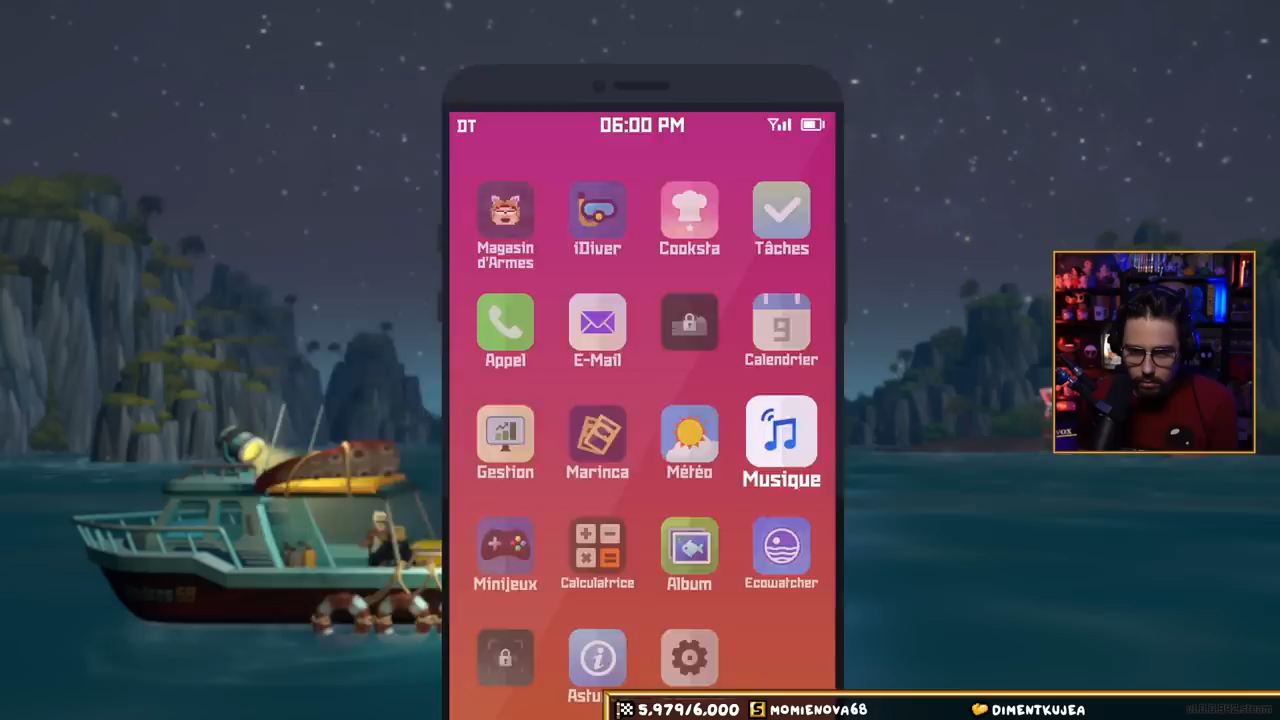 DT
06:00 PM
Magasin
d'Armes
iDiver
Cooksta
Tâches
Appel
E-Mail
9
Calendrier
Gestion
Marinca
Météo
Musique
Minijeux
Calculatrice
Album
Ecowatcher
Astu
5,979/6,000
S
MOMIENOVA68
DIMENTKUJEA
VOX